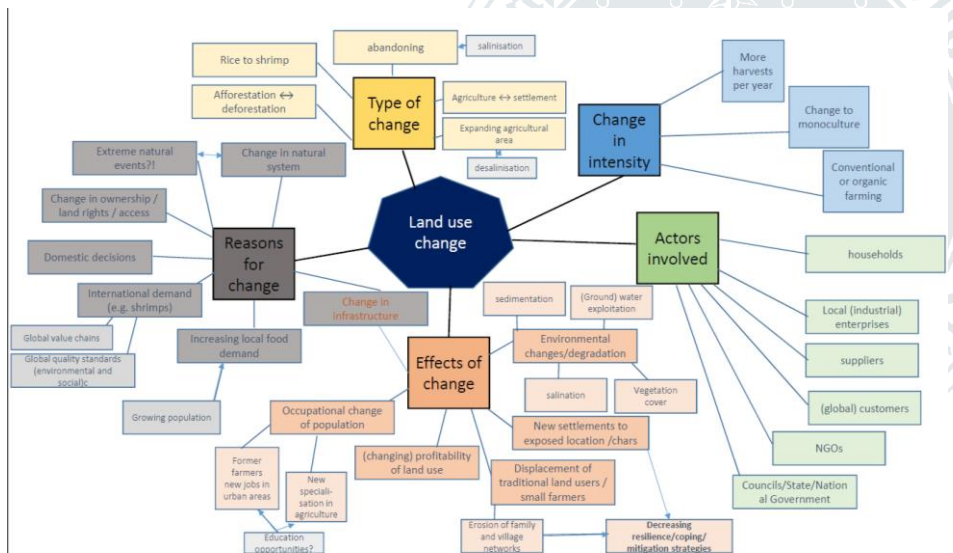 abandoning
salinisation
Rice to shrimp
Type of
change
Afforestation ↔
deforestation
Agriculture ↔ settlement
Expanding agricultural
area
desalinisation
More
harvests
per year
Change
in
intensity
Change to
monoculture
Conventional
or organic
farming
Extreme natural
events?!
Change in natural
system
Land use
change
Change in ownership /
land rights / access
Reasons
for
change
Domestic decisions
International demand
(e.g. shrimps)
Change in
infrastructure
Global value chains
Global quality standards
(environmental and
social)c
Increasing local food
demand
Growing population
Actors
involved
households
Local (industrial)
enterprises
suppliers
(global) customers
NGOs
Councils/State/Nation
al Government
sedimentation
(Ground) water
exploitation
Effects of
change
Environmental
changes/degradation
salination
Vegetation
cover
Occupational change
of population
New settlements to
exposed location /chars
(changing) profitability
of land use
Displacement of
traditional land users /
small farmers
Former
farmers
new jobs in
urban areas
New
speciali-
sation in
agriculture
Education
opportunities?
Erosion of family
and village
networks
Decreasing
resilience/coping/
mitigation strategies